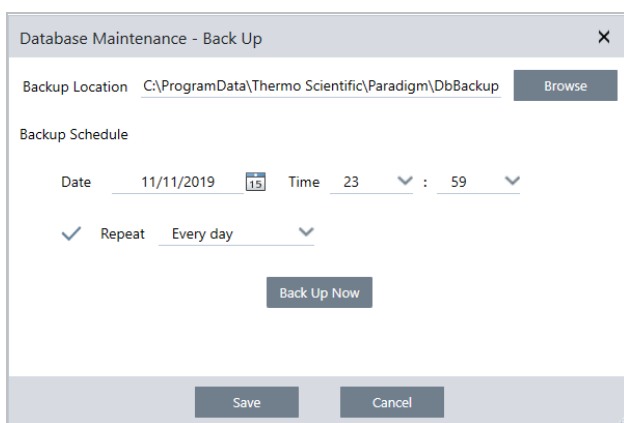 Database Maintenance - Back Up
Backup Location C:\ProgramData\Thermo Scientific\Paradigm\DbBackup Browse
Backup Schedule
Date 11/11/2019 15 Time 23 : 59
Repeat Every day
Back Up Now
Save Cancel